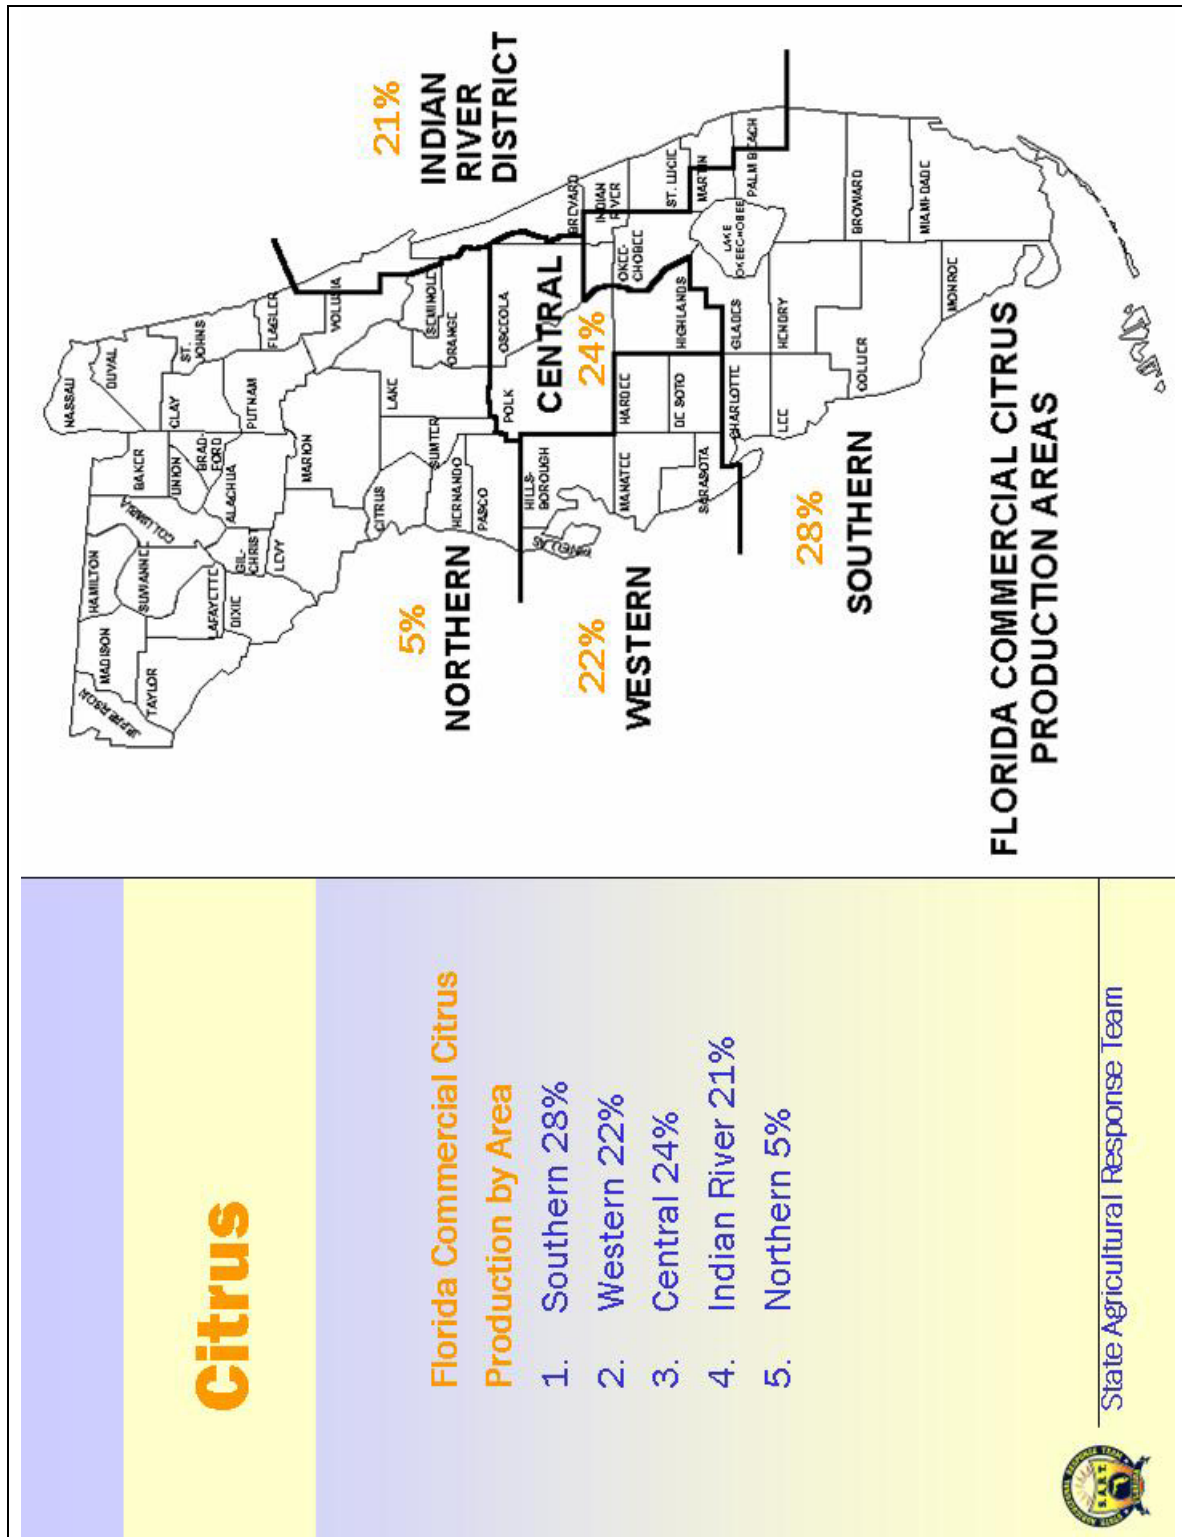 Citrus
Florida Commercial Citrus
Production by Area
1. Southern 28%
2. Western 22%
3. Central 24%
4. Indian River 21%
5. Northern 5%
State Agricultural Response Team
S.A.R.T.
21%
INDIAN
RIVER
DISTRICT
5%
NORTHERN
CENTRAL
24%
22%
WESTERN
28%
SOUTHERN
FLORIDA COMMERCIAL CITRUS
PRODUCTION AREAS
NASSAU
DUVAL
HAMILTON
BAKER
MADISON
JEFFERSON
COLUMBIA
SUWANNEE
TAYLOR
UNION
CLAY
ST.
JOHNS
BRAD-
FORD
LAFAYETTE
ALACHUA
PUTNAM
FLAGLER
GIL-
CHRIST
DIXIE
LEVY
MARION
VOLUSIA
CITRUS
LAKE
SUMTER
SEMINOLE
ORANGE
HERNANDO
PASCO
POLK
OSCEOLA
BREVARD
HILLS-
BOROUGH
INDIAN
RIVER
OKEE-
CHOBEE
MANATEE
HARDEE
HIGHLANDS
ST. LUCIE
DE SOTO
SARASOTA
MARTIN
LAKE
OKEECHOBEE
CHARLOTTE
GLADES
PALM BEACH
LEE
HENDRY
COLLIER
BROWARD
MONROE
MIAMI-DADE